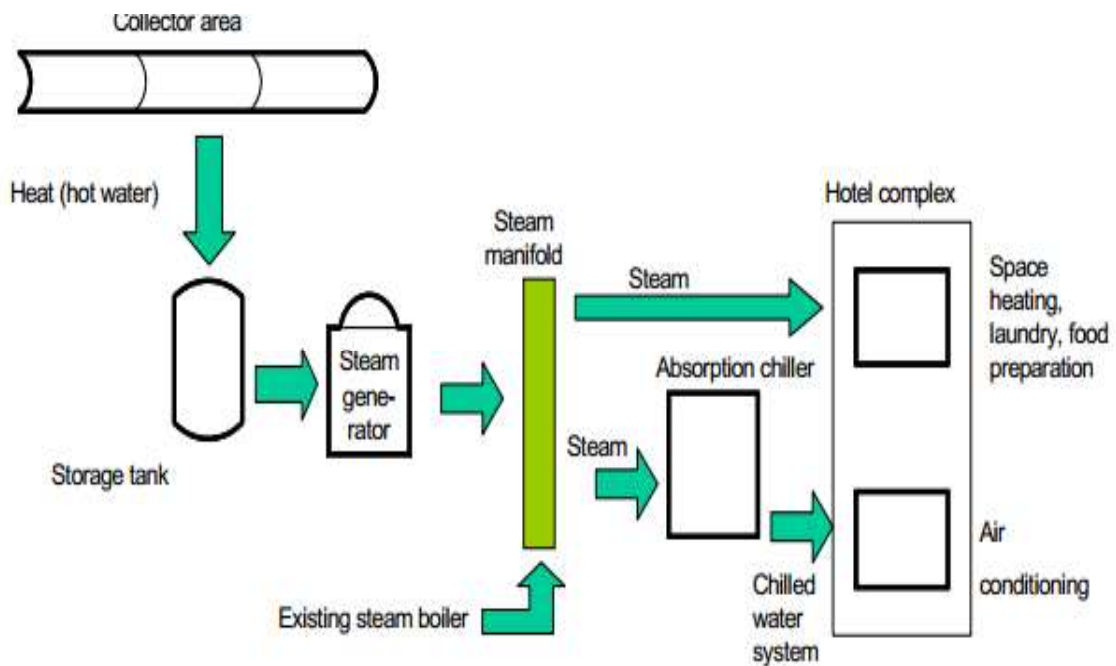 Collector area
Heat (hot water)
Storage tank
Steam
gene-
rator
Steam
manifold
Existing steam boiler
Steam
Steam
Absorption chiller
Chilled
water
system
Hotel complex
Space
heating,
laundry, food
preparation
Air
conditioning